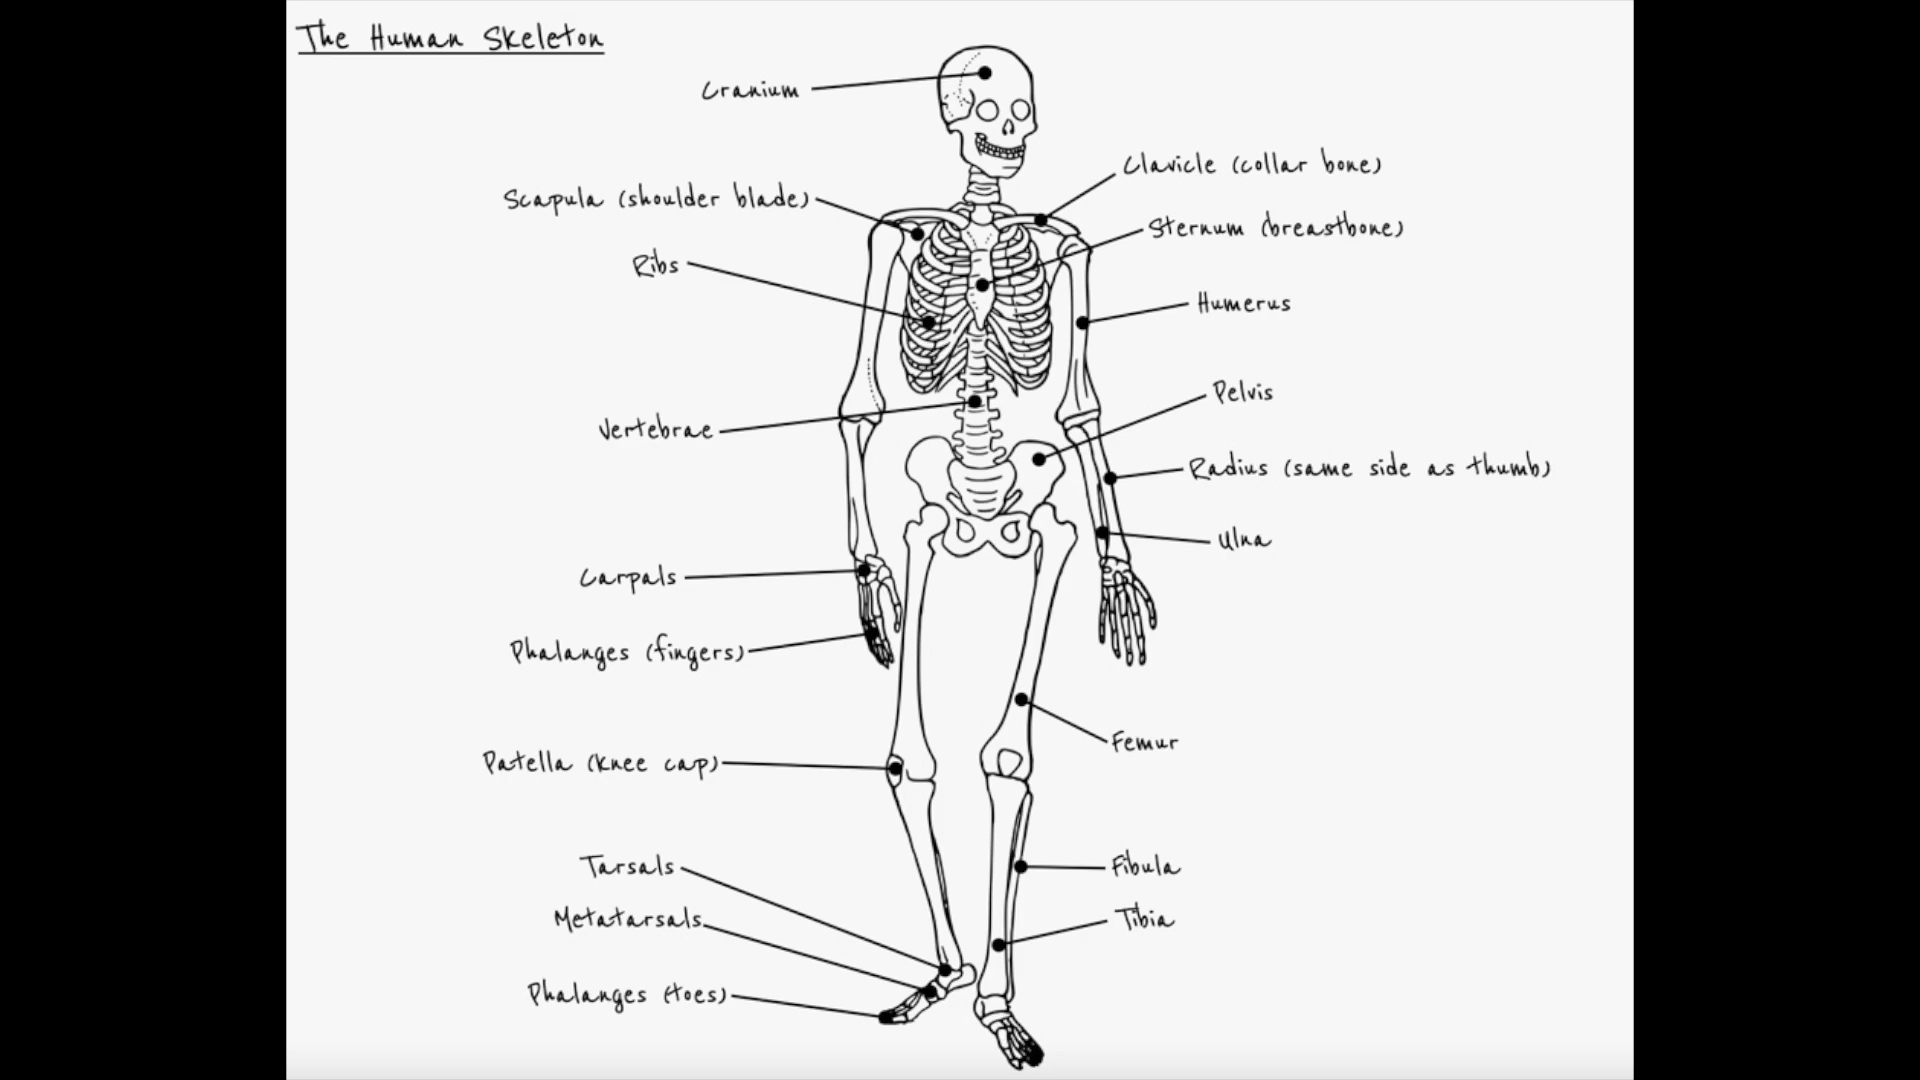 The Human Skeleton
Cranium
Clavicle (collar bone)
Scapula (shoulder blade)
Sternum (breastbone)
Ribs
Humerus
Pelvis
Vertebrae
Radius (same side as thumb)
Ulna
Carpals
Phalanges (fingers)
Femur
Patella (knee cap)
Tarsals
Fibula
Metatarsals
Tibia
Phalanges (toes)